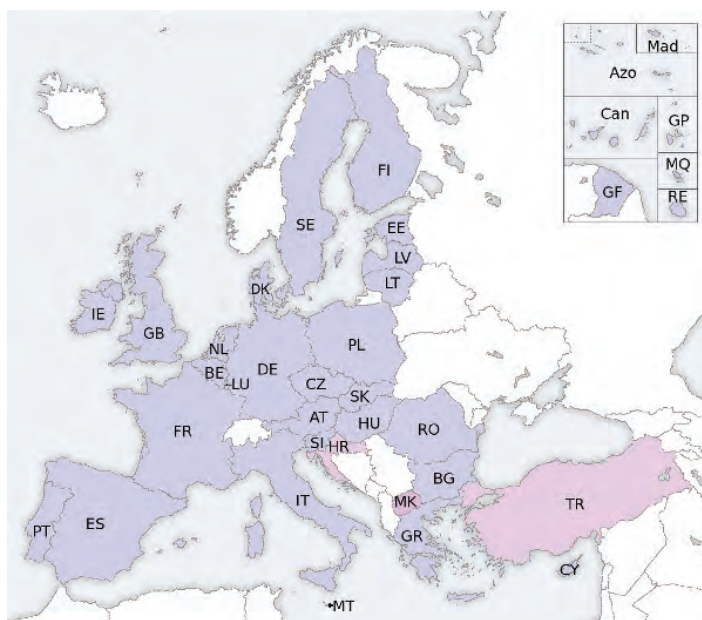 Mad
Azo
Can
GP
MQ
GF
RE
FI
SE
EE
LV
LT
DK
IE
GB
NL
BE
LU
DE
PL
CZ
SK
AT
HU
FR
SI
HR
RO
BG
IT
MK
TR
PT
ES
GR
CY
MT